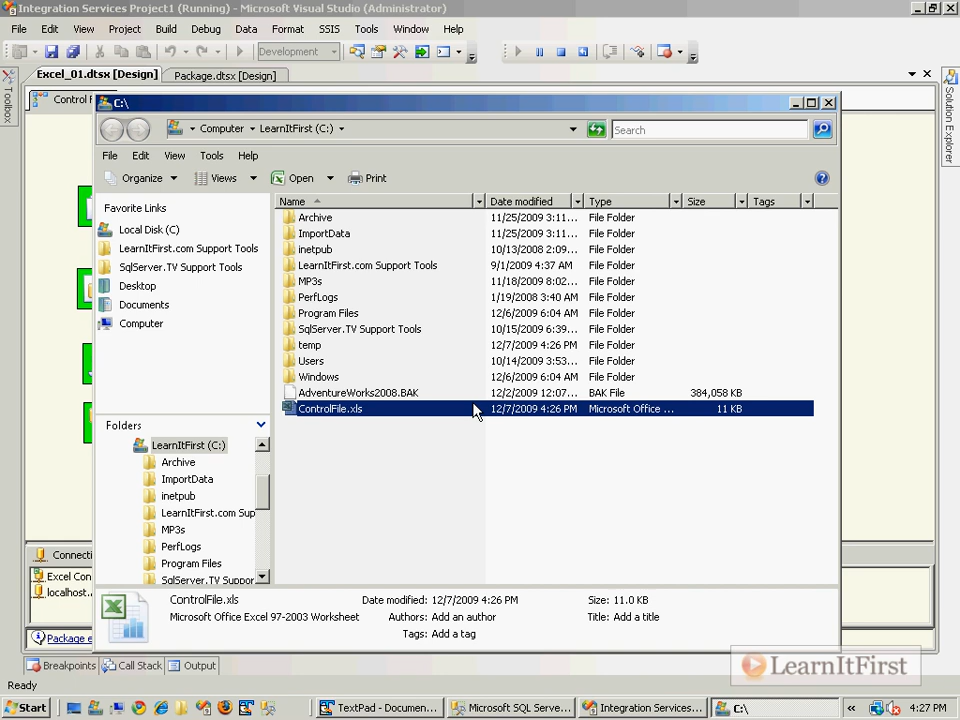 Integration Services Project1 (Running) - Microsoft Visual Studio (Administrator)
File Edit View Project Build Debug Data Format SSIS Tools Window Help
Development
Excel_01.dtsx [Design] Package.dtsx [Design]
Toolbox
Solution Explorer
Control F
C:\
Computer LearnItFirst (C:)
Search
File Edit View Tools Help
Organize Views Open Print
Favorite Links
Local Disk (C)
LearnItFirst.com Support Tools
SqlServer.TV Support Tools
Desktop
Documents
Computer
Folders
LearnItFirst (C:)
Archive
ImportData
inetpub
LearnItFirst.com Sup
MP3s
PerfLogs
Program Files
SqlServer.TV Suppor
Name Date modified Type Size Tags
Archive 11/25/2009 3:11... File Folder
ImportData 11/25/2009 3:11... File Folder
inetpub 10/13/2008 2:09... File Folder
LearnItFirst.com Support Tools 9/1/2009 4:37 AM File Folder
MP3s 11/18/2009 8:02... File Folder
PerfLogs 1/19/2008 3:40 AM File Folder
Program Files 12/6/2009 6:04 AM File Folder
SqlServer.TV Support Tools 10/15/2009 6:39... File Folder
temp 12/7/2009 4:26 PM File Folder
Users 10/14/2009 3:53... File Folder
Windows 12/6/2009 6:04 AM File Folder
AdventureWorks2008.BAK 12/2/2009 12:07... BAK File 384,058 KB
ControlFile.xls 12/7/2009 4:26 PM Microsoft Office ... 11 KB
Connecti
Excel Con
localhost.
Package e
ControlFile.xls Date modified: 12/7/2009 4:26 PM Size: 11.0 KB
Microsoft Office Excel 97-2003 Worksheet Authors: Add an author Title: Add a title
Tags: Add a tag
Breakpoints Call Stack Output
LearnItFirst
Ready
Start TextPad - Documen... Microsoft SQL Serve... Integration Services... C:\ « 4:27 PM